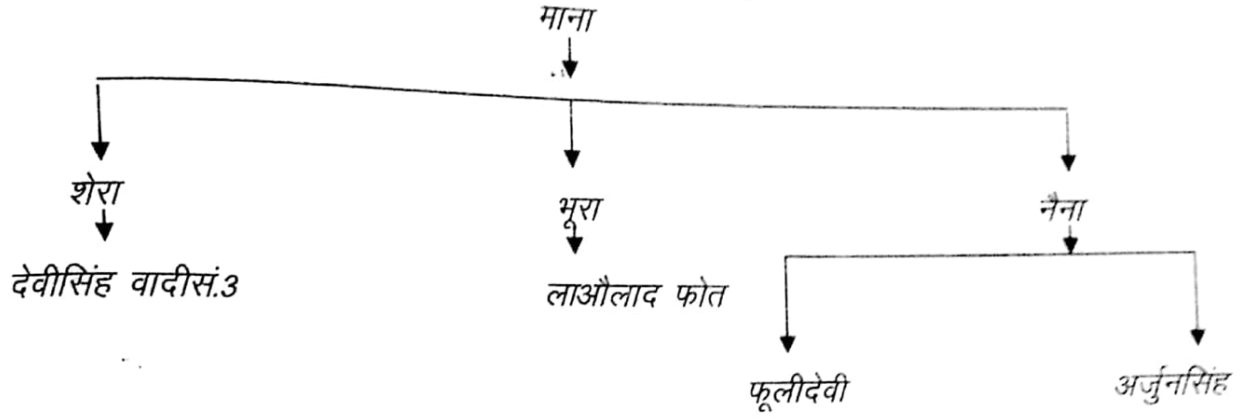 माना
शेरा भूरा नैना
देवीसिंह वादीसं.3 लाऔलाद फोत
फूलीदेवी अर्जुनसिंह